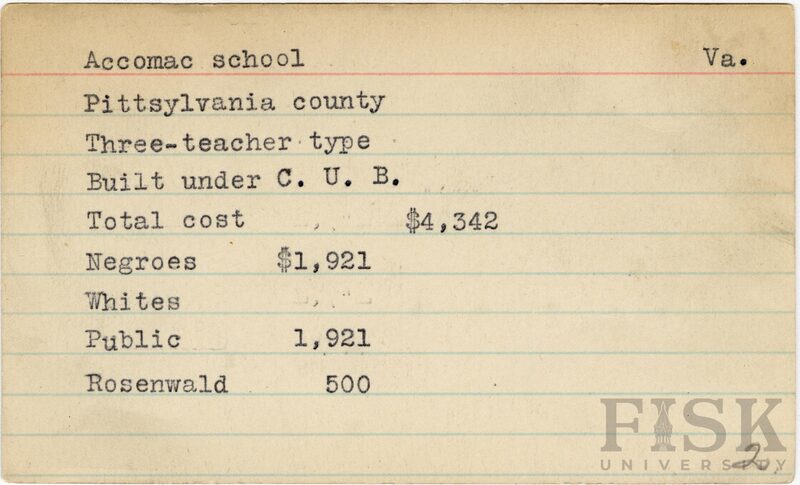 Accomac school Va.
Pittsylvania county
Three-teacher type
Built under C. U. B.
Total cost $4,342
Negroes $1,921
Whites
Public 1,921
Rosenwald 500
FISK
UNIVERSITY
2